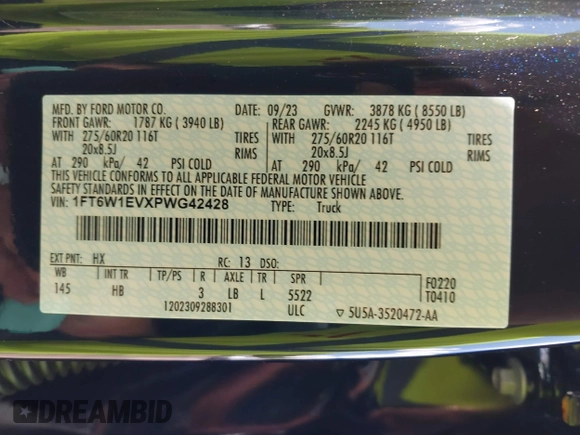 MFD. BY FORD MOTOR CO. DATE: 09/23 GVWR: 3878 KG ( 8550 LB)
FRONT GAWR: 1787 KG ( 3940 LB) REAR GAWR: 2245 KG ( 4950 LB)
WITH 275/60R20 116T TIRES WITH 275/60R20 116T TIRES
20x8.5J RIMS 20x8.5J RIMS
AT 290 kPa/ 42 PSI COLD AT 290 kPa/ 42 PSI COLD
THIS VEHICLE CONFORMS TO ALL APPLICABLE FEDERAL MOTOR VEHICLE
SAFETY STANDARDS IN EFFECT ON THE DATE OF MANUFACTURE SHOWN ABOVE.
VIN: 1FT6W1EVXPWG42428 TYPE: Truck
EXT PNT: HX RC: 13 DSO:
WB INT TR TP/PS R AXLE TR SPR F0220
145 HB 3 LB L 5522 T0410
1202309288301 ULC ▽ 5U5A-3520472-AA
DREAMBID